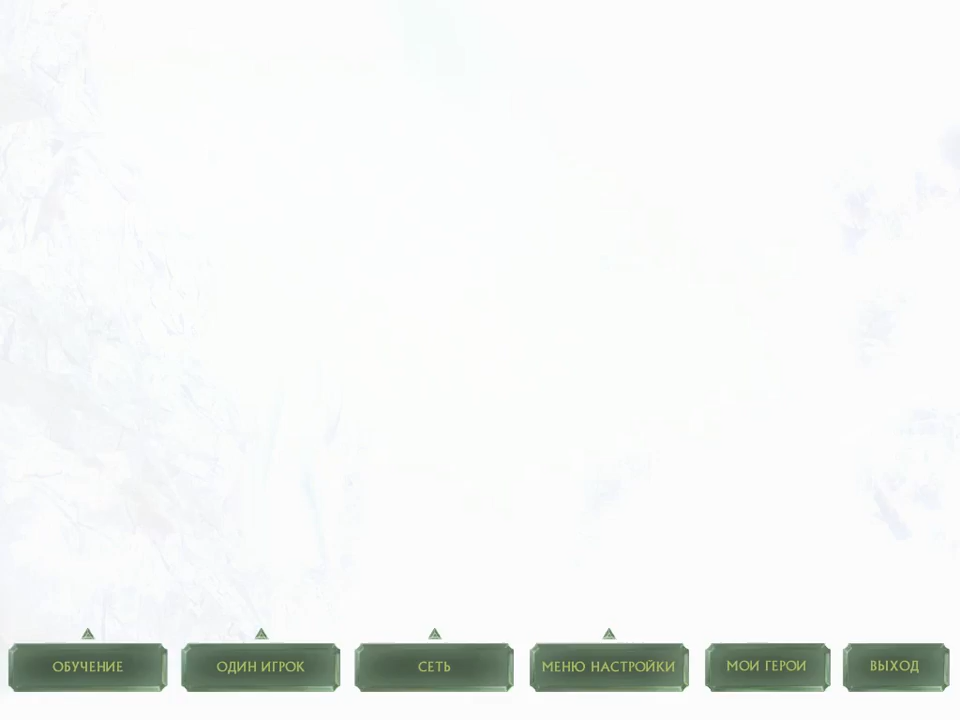 ОБУЧЕНИЕ
ОДИН ИГРОК
СЕТЬ
МЕНЮ НАСТРОЙКИ
МОИ ГЕРОИ
ВЫХОД